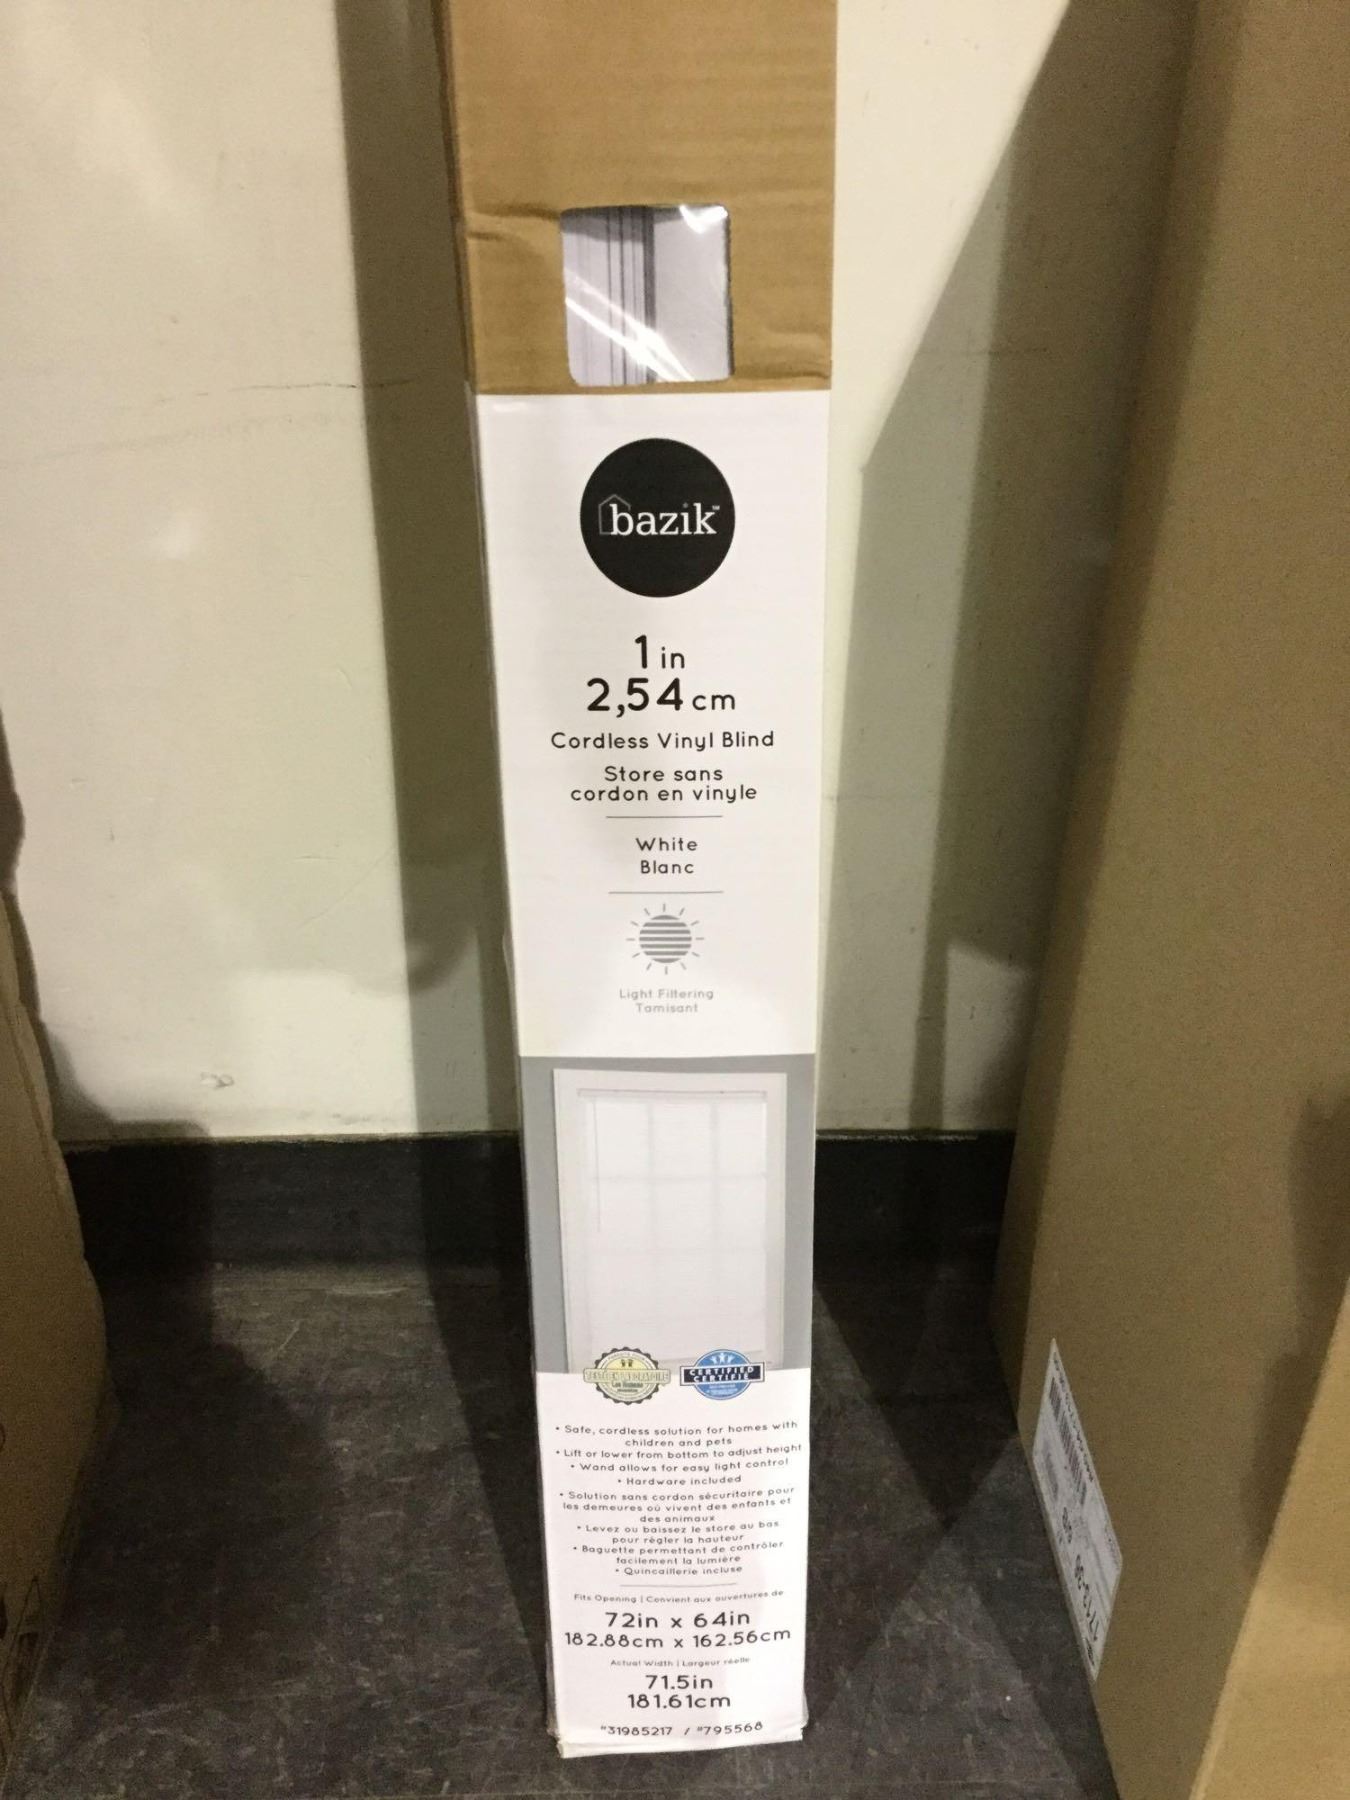 bazik™
1 in
2,54 cm
Cordless Vinyl Blind
Store sans
cordon en vinyle
White
Blanc
Light Filtering
Tamisant
CERTIFIED
CERTIFIÉ
• Safe, cordless solution for homes with
children and pets
• Lift or lower from bottom to adjust height
• Wand allows for easy light control
• Hardware included
• Solution sans cordon sécuritaire pour
les demeures où vivent des enfants et
des animaux
• Levez ou baissez le store au bas
pour régler la hauteur
• Baguette permettant de contrôler
facilement la lumière
• Quincaillerie incluse
Fits Opening | Convient aux ouvertures de
72in x 64in
182.88cm x 162.56cm
Actual Width | Largeur réelle
71.5in
181.61cm
#31985217 / #795568